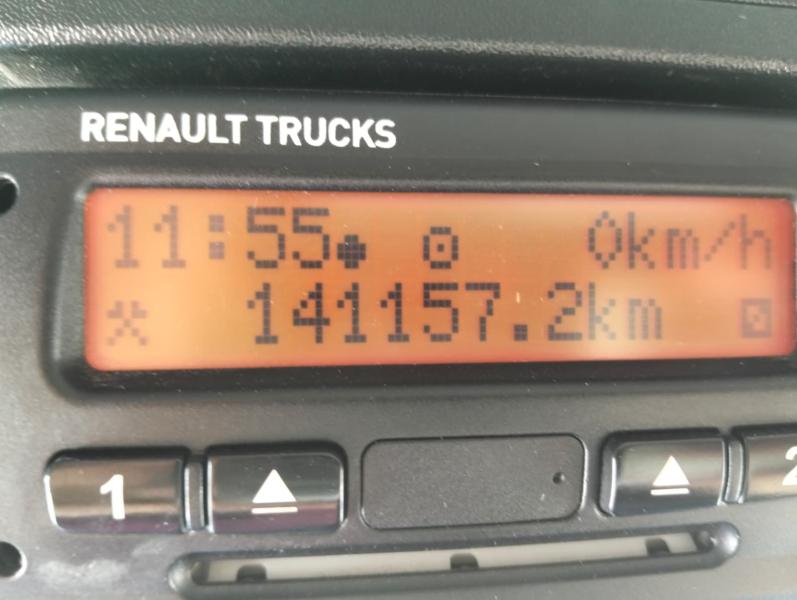 RENAULT TRUCKS
11:55 0km/h
141157.2km
1 2